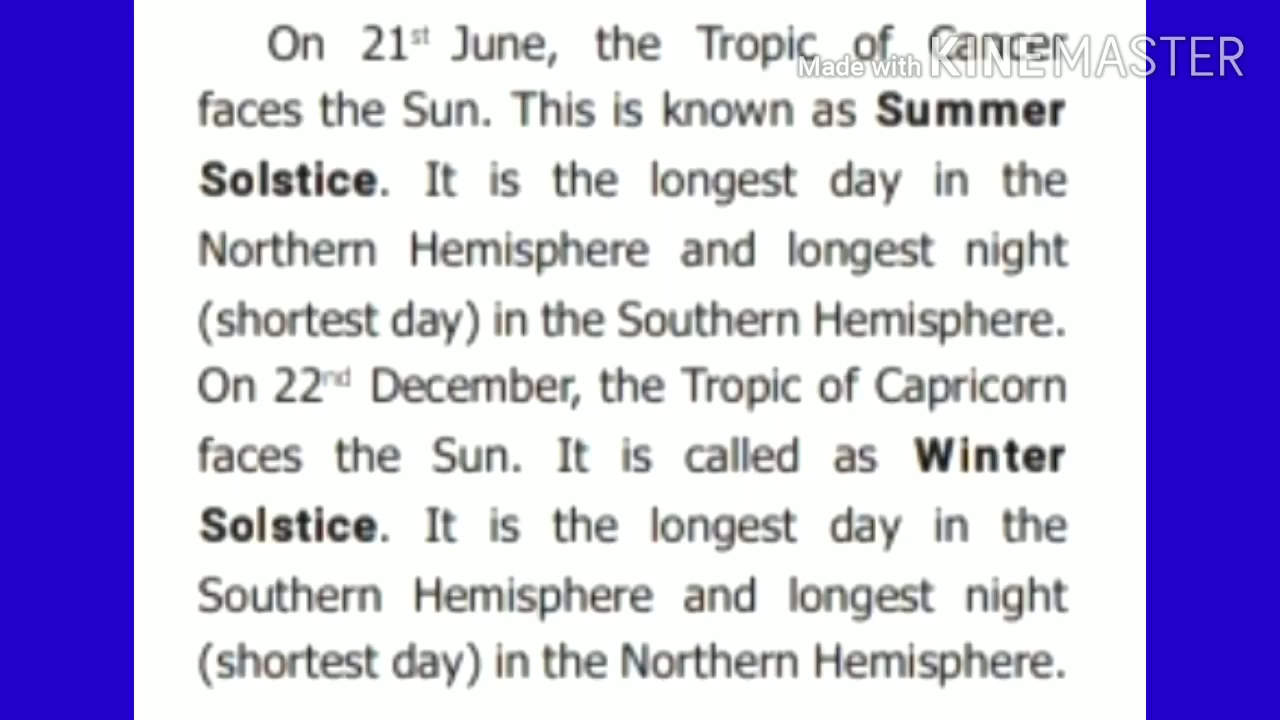 On 21st June, the Tropic of Cancer
Made with KINEMASTER
faces the Sun. This is known as Summer
Solstice. It is the longest day in the
Northern Hemisphere and longest night
(shortest day) in the Southern Hemisphere.
On 22nd December, the Tropic of Capricorn
faces the Sun. It is called as Winter
Solstice. It is the longest day in the
Southern Hemisphere and longest night
(shortest day) in the Northern Hemisphere.